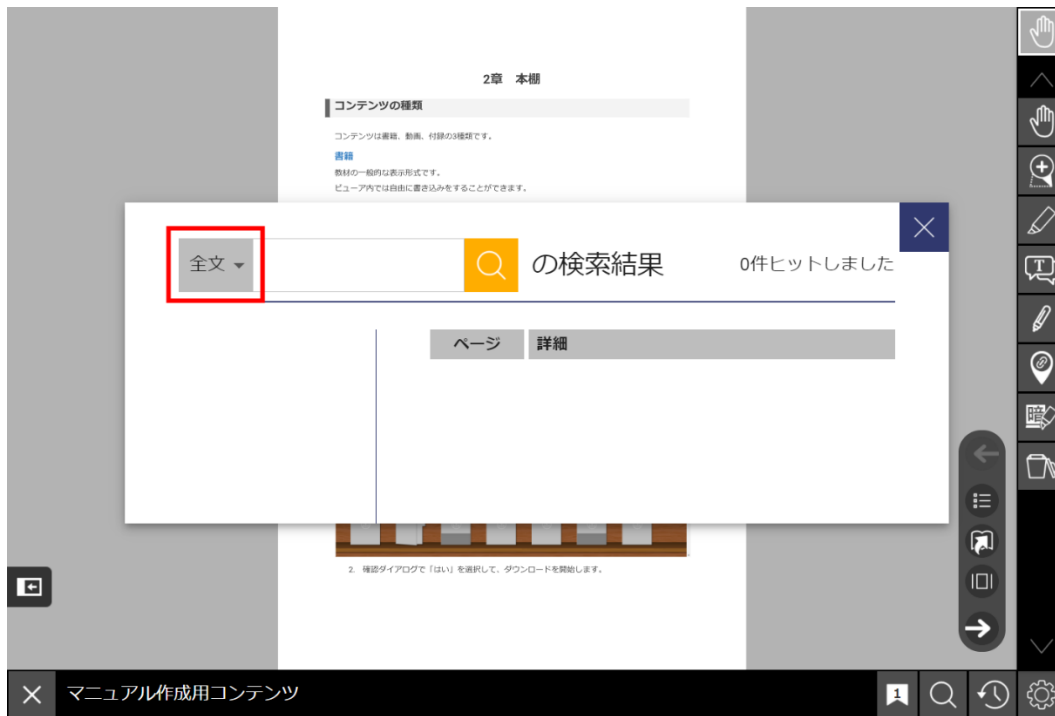 2章 本棚
コンテンツの種類
コンテンツは書籍、動画、付録の3種類です。
書籍
教材の一般的な表示形式です。
ビューア内では自由に書き込みをすることができます。
全文
の検索結果
0件ヒットしました
ページ 詳細
2. 確認ダイアログで「はい」を選択して、ダウンロードを開始します。
T
暗
マニュアル作成用コンテンツ
1